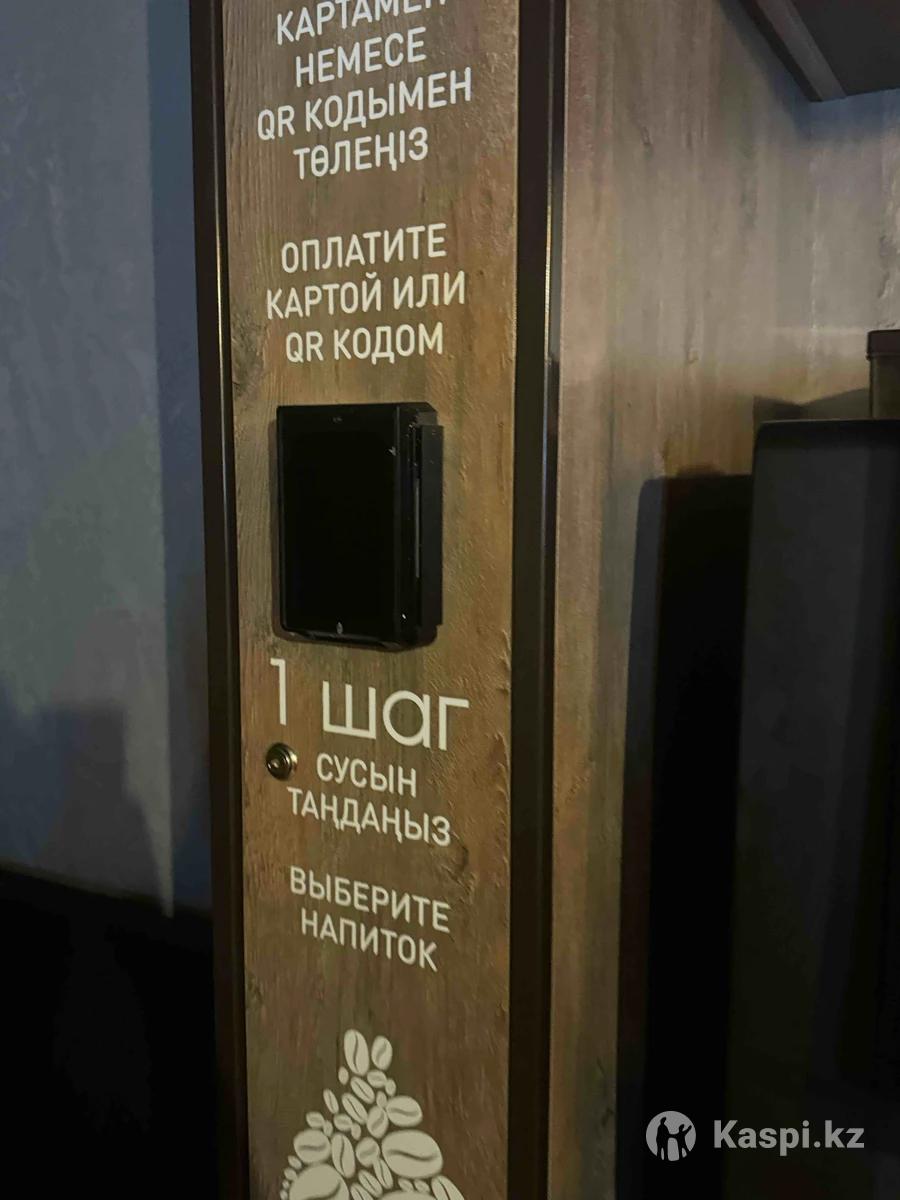 КАРТАМЕН
НЕМЕСЕ
QR КОДЫМЕН
ТӨЛЕҢІЗ
ОПЛАТИТЕ
КАРТОЙ ИЛИ
QR КОДОМ
1 шаг
СУСЫН
ТАҢДАҢЫЗ
ВЫБЕРИТЕ
НАПИТОК
Kaspi.kz